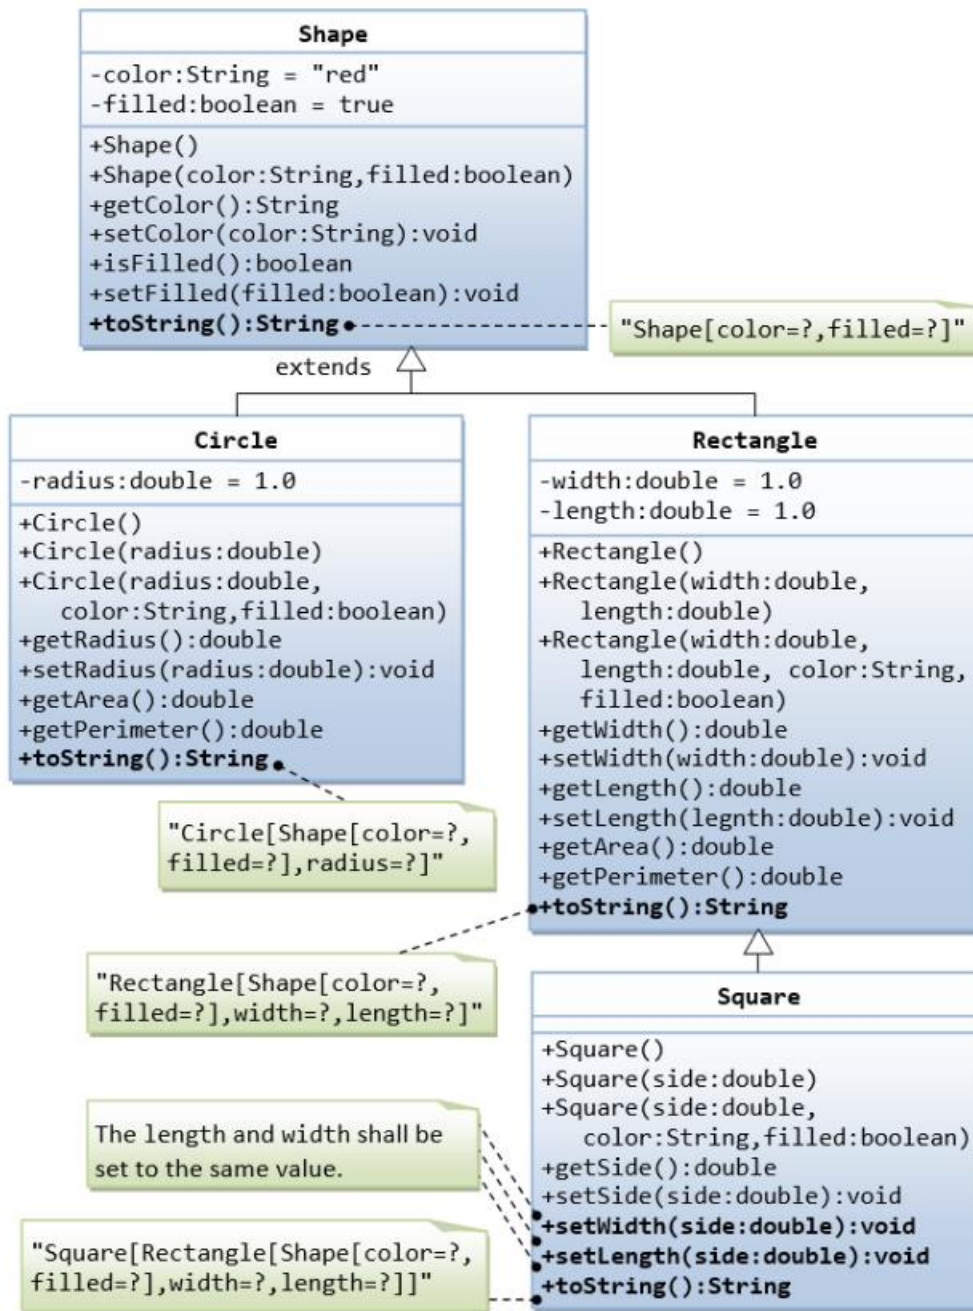 Shape
-color:String = "red"
-filled:boolean = true
+Shape()
+Shape(color:String,filled:boolean)
+getColor():String
+setColor(color:String):void
+isFilled():boolean
+setFilled(filled:boolean):void
+toString():String
"Shape[color=?,filled=?]"
extends
Circle
-radius:double = 1.0
+Circle()
+Circle(radius:double)
+Circle(radius:double,
color:String,filled:boolean)
+getRadius():double
+setRadius(radius:double):void
+getArea():double
+getPerimeter():double
+toString():String
"Circle[Shape[color=?,
filled=?],radius=?]"
Rectangle
-width:double = 1.0
-length:double = 1.0
+Rectangle()
+Rectangle(width:double,
length:double)
+Rectangle(width:double,
length:double, color:String,
filled:boolean)
+getWidth():double
+setWidth(width:double):void
+getLength():double
+setLength(legnth:double):void
+getArea():double
+getPerimeter():double
+toString():String
"Rectangle[Shape[color=?,
filled=?],width=?,length=?]"
Square
+Square()
+Square(side:double)
+Square(side:double,
color:String,filled:boolean)
+getSide():double
+setSide(side:double):void
+setWidth(side:double):void
+setLength(side:double):void
+toString():String
The length and width shall be
set to the same value.
"Square[Rectangle[Shape[color=?,
filled=?],width=?,length=?]]"